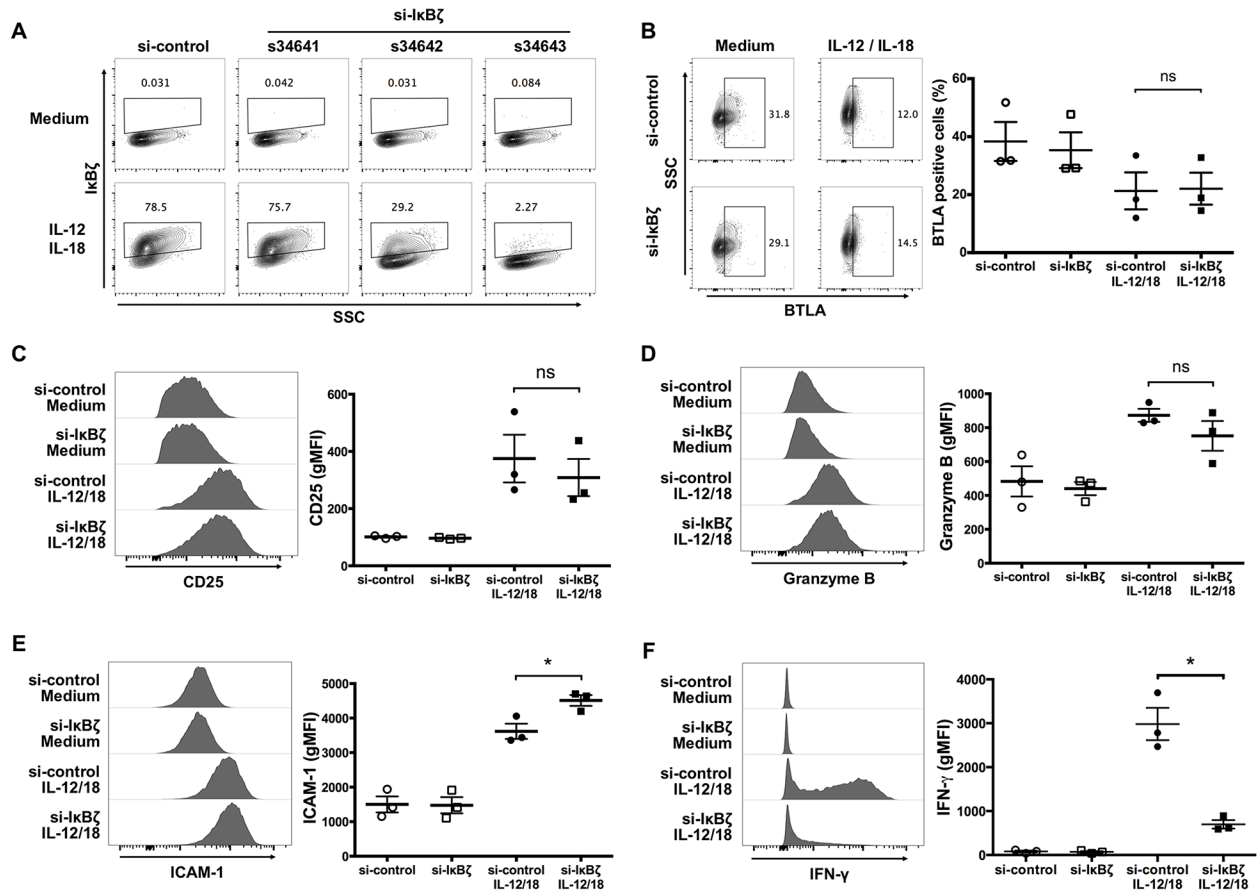 A
si-IκBζ
si-control
s34641
s34642
s34643
Medium
0.031
0.042
0.031
0.084
IκBζ
IL-12
IL-18
78.5
75.7
29.2
2.27
SSC
B
Medium
IL-12 / IL-18
si-control
31.8
12.0
SSC
si-IκBζ
29.1
14.5
BTLA
BTLA positive cells (%)
60
40
20
0
ns
si-control
si-IκBζ
si-control
IL-12/18
si-IκBζ
IL-12/18
C
si-control
Medium
si-IκBζ
Medium
si-control
IL-12/18
si-IκBζ
IL-12/18
CD25
CD25 (gMFI)
600
400
200
0
ns
si-control
si-IκBζ
si-control
IL-12/18
si-IκBζ
IL-12/18
D
si-control
Medium
si-IκBζ
Medium
si-control
IL-12/18
si-IκBζ
IL-12/18
Granzyme B
Granzyme B (gMFI)
1000
800
600
400
200
0
ns
si-control
si-IκBζ
si-control
IL-12/18
si-IκBζ
IL-12/18
E
si-control
Medium
si-IκBζ
Medium
si-control
IL-12/18
si-IκBζ
IL-12/18
ICAM-1
ICAM-1 (gMFI)
5000
4000
3000
2000
1000
0
*
si-control
si-IκBζ
si-control
IL-12/18
si-IκBζ
IL-12/18
F
si-control
Medium
si-IκBζ
Medium
si-control
IL-12/18
si-IκBζ
IL-12/18
IFN-γ
IFN-γ (gMFI)
4000
3000
2000
1000
0
*
si-control
si-IκBζ
si-control
IL-12/18
si-IκBζ
IL-12/18